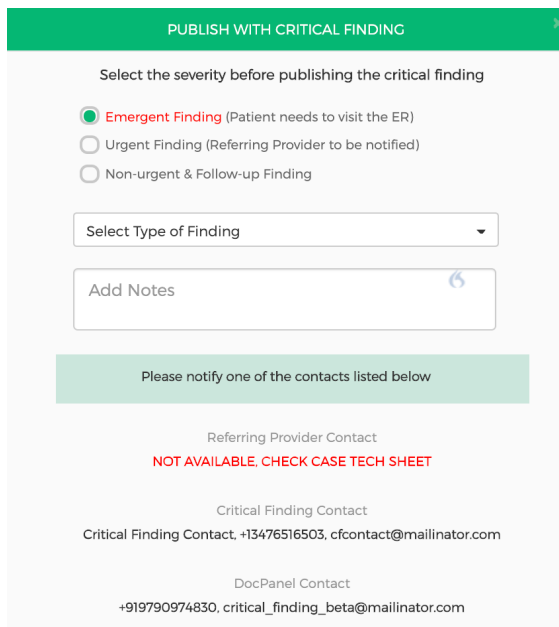 PUBLISH WITH CRITICAL FINDING
Select the severity before publishing the critical finding
Emergent Finding (Patient needs to visit the ER)
Urgent Finding (Referring Provider to be notified)
Non-urgent & Follow-up Finding
Select Type of Finding
Add Notes
Please notify one of the contacts listed below
Referring Provider Contact
NOT AVAILABLE, CHECK CASE TECH SHEET
Critical Finding Contact
Critical Finding Contact, +13476516503, cfcontact@mailinator.com
DocPanel Contact
+919790974830, critical_finding_beta@mailinator.com